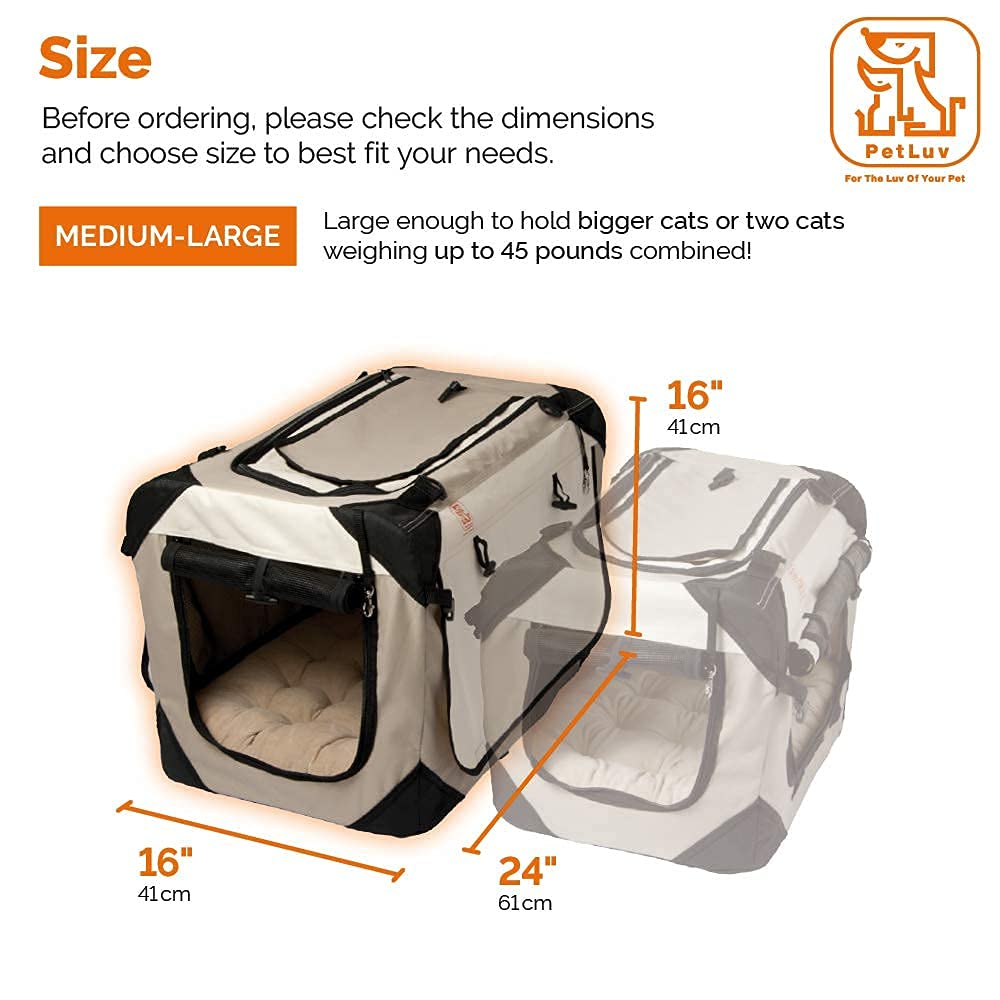 Size
Before ordering, please check the dimensions
and choose size to best fit your needs.
PetLuv
For The Luv Of Your Pet
MEDIUM-LARGE
Large enough to hold bigger cats or two cats
weighing up to 45 pounds combined!
16"
41cm
16"
41cm
24"
61cm